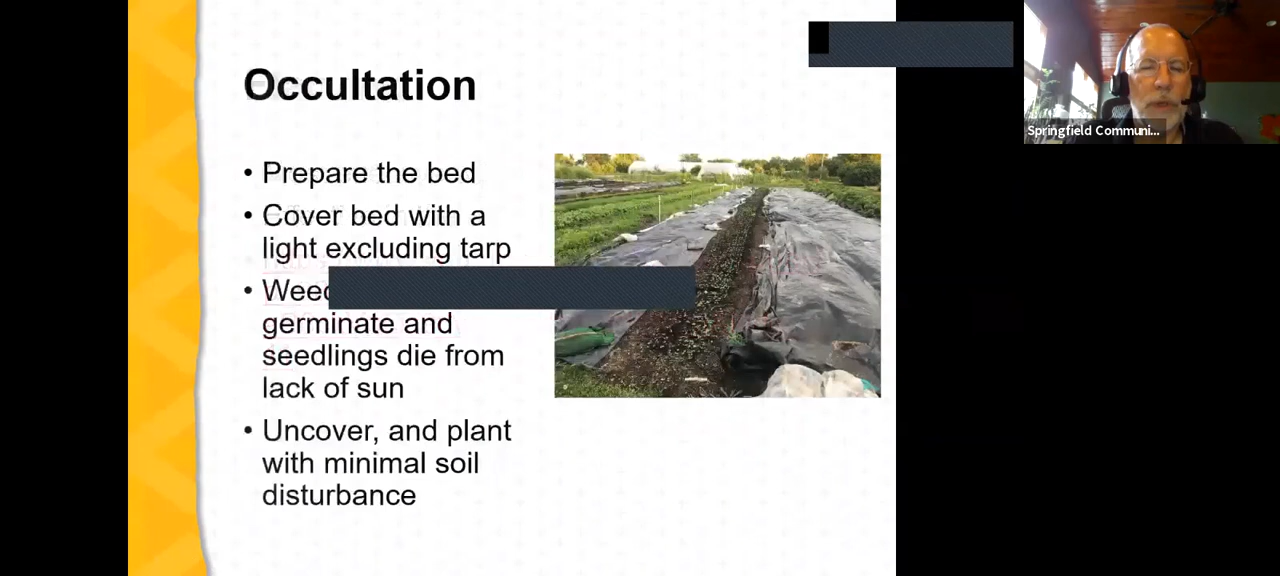 Occultation
• Prepare the bed
• Cover bed with a
light excluding tarp
•
germinate and
seedlings die from
lack of sun
• Uncover, and plant
with minimal soil
disturbance
Springfield Communi...